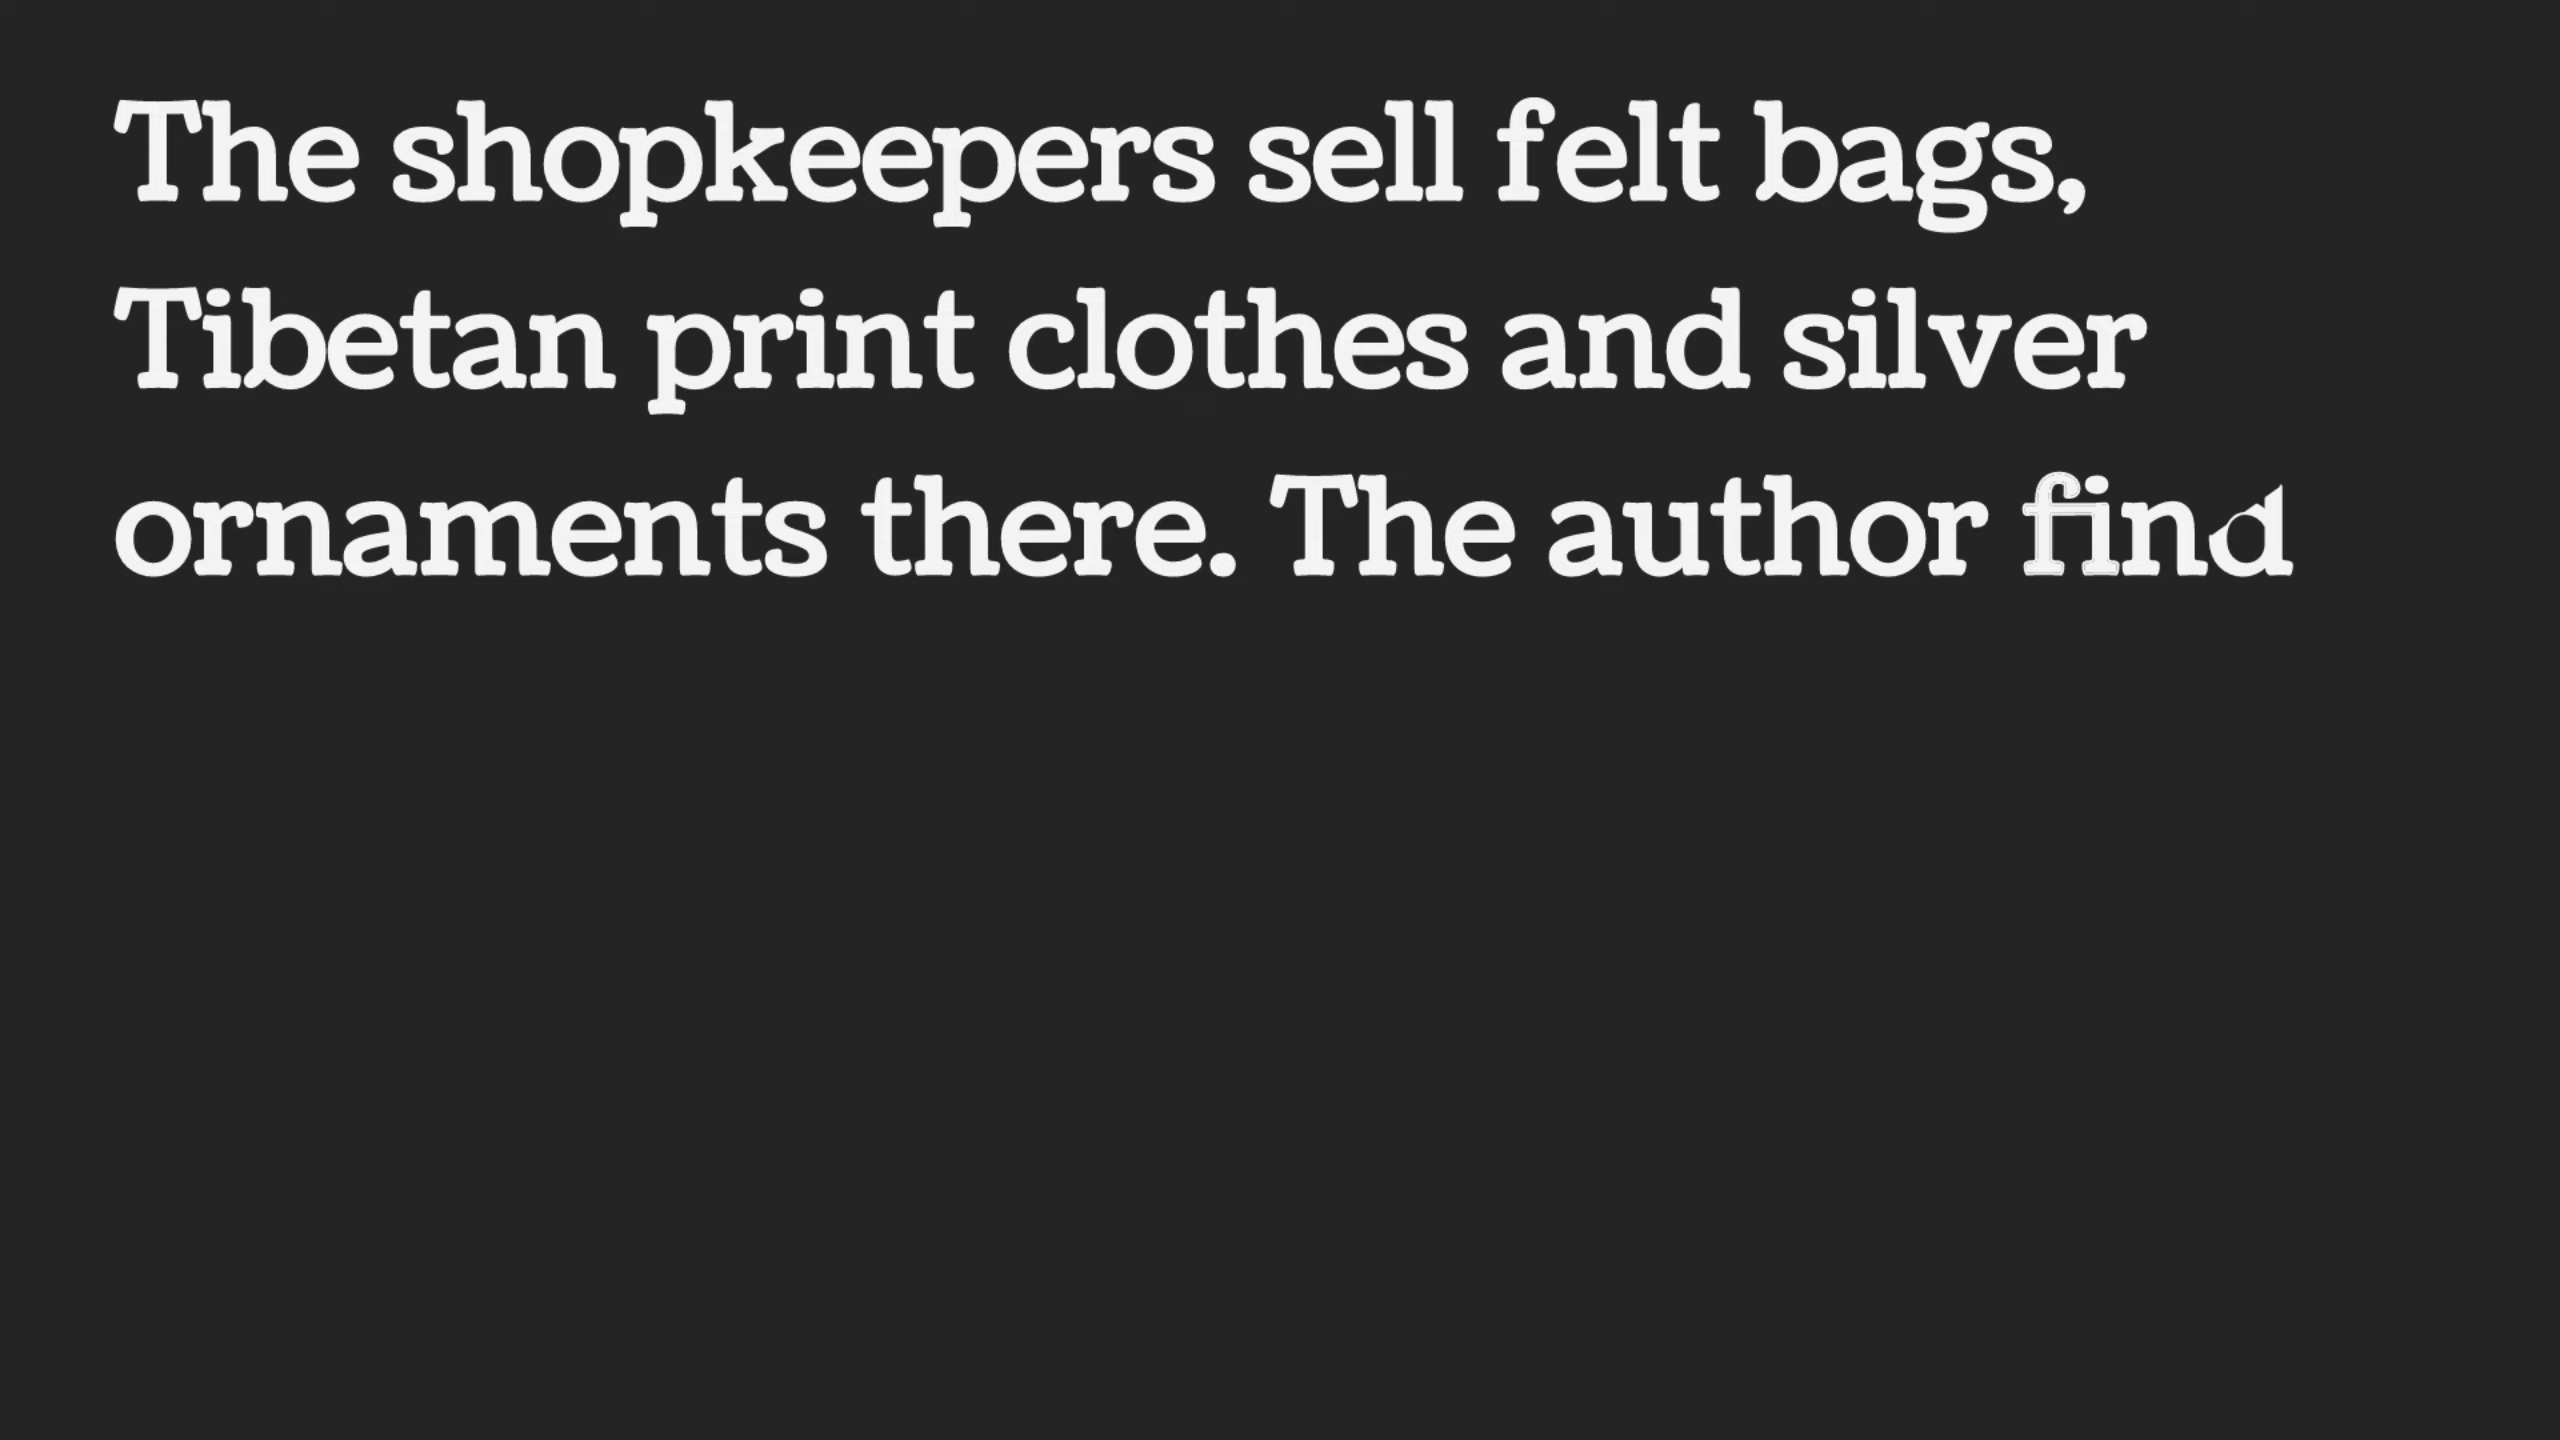 The shopkeepers sell felt bags,
Tibetan print clothes and silver
ornaments there. The author find